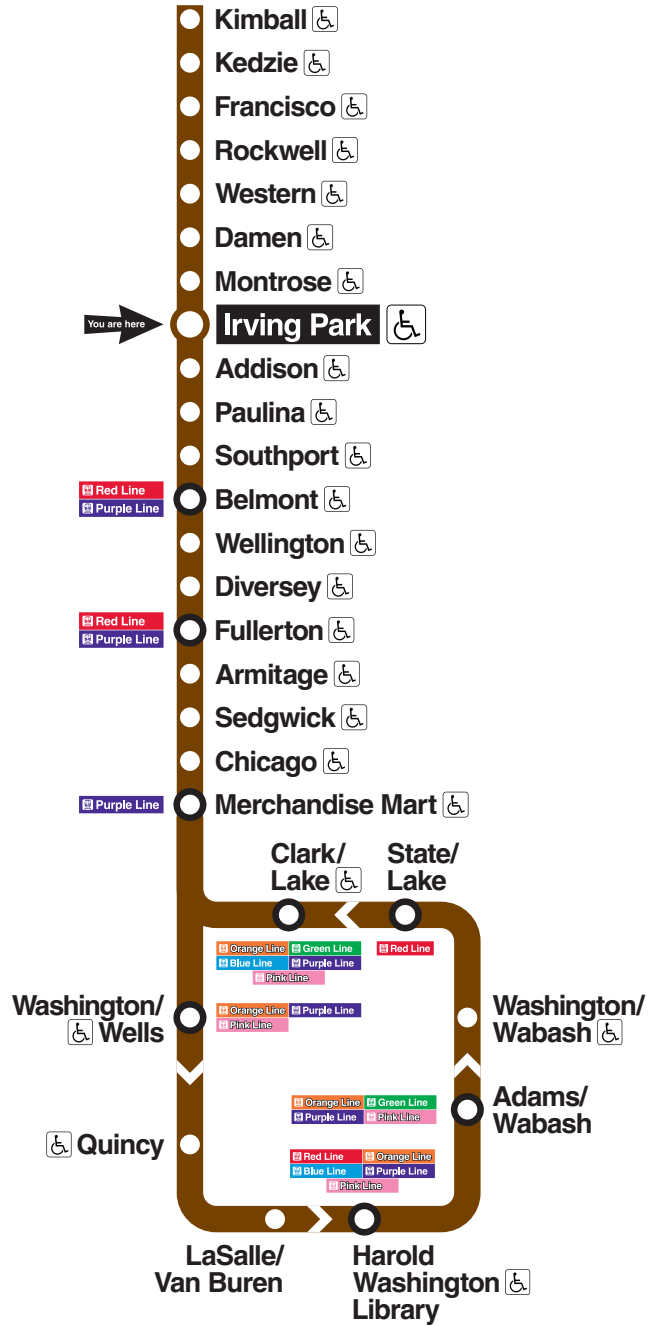 Kimball
Kedzie
Francisco
Rockwell
Western
Damen
Montrose
You are here
Irving Park
Addison
Paulina
Southport
Red Line
Purple Line
Belmont
Wellington
Diversey
Red Line
Purple Line
Fullerton
Armitage
Sedgwick
Chicago
Purple Line
Merchandise Mart
Clark/
Lake
State/
Lake
Orange Line Green Line
Blue Line Purple Line
Pink Line
Red Line
Washington/
Wells
Orange Line Purple Line
Pink Line
Washington/
Wabash
Orange Line Green Line
Purple Line Pink Line
Adams/
Wabash
Quincy
Red Line Orange Line
Blue Line Purple Line
Pink Line
LaSalle/
Van Buren
Harold
Washington
Library